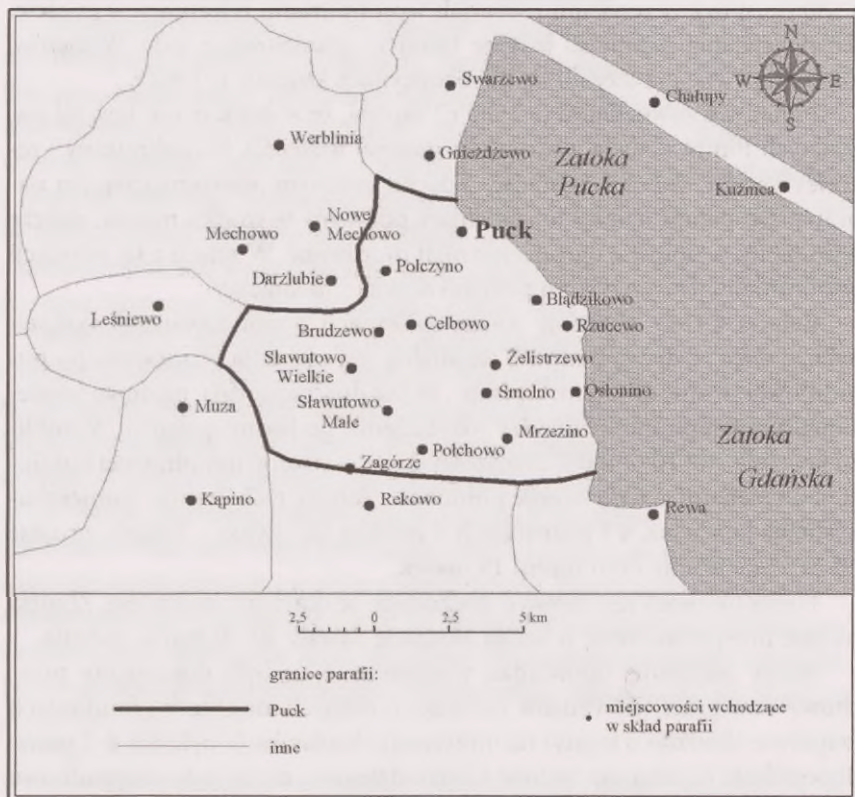 N
W E
S
Swarzewo
Chałupy
Werblinia
Gnieżdżewo
Zatoka
Pucka
Kuźnica
Nowe
Mechowo
Mechowo
Puck
Połczyno
Darżlubie
Leśniewo
Błądzikowo
Celbowo
Rzucewo
Brudzewo
Sławutowo
Wielkie
Żelistrzewo
Smolno
Osłonino
Muza
Sławutowo
Małe
Mrzezino
Zatoka
Gdańska
Połchowo
Zagórze
Kąpino
Rekowo
Rewa
2,5 0 2,5 5 km
granice parafii:
Puck
inne
miejscowości wchodzące
w skład parafii